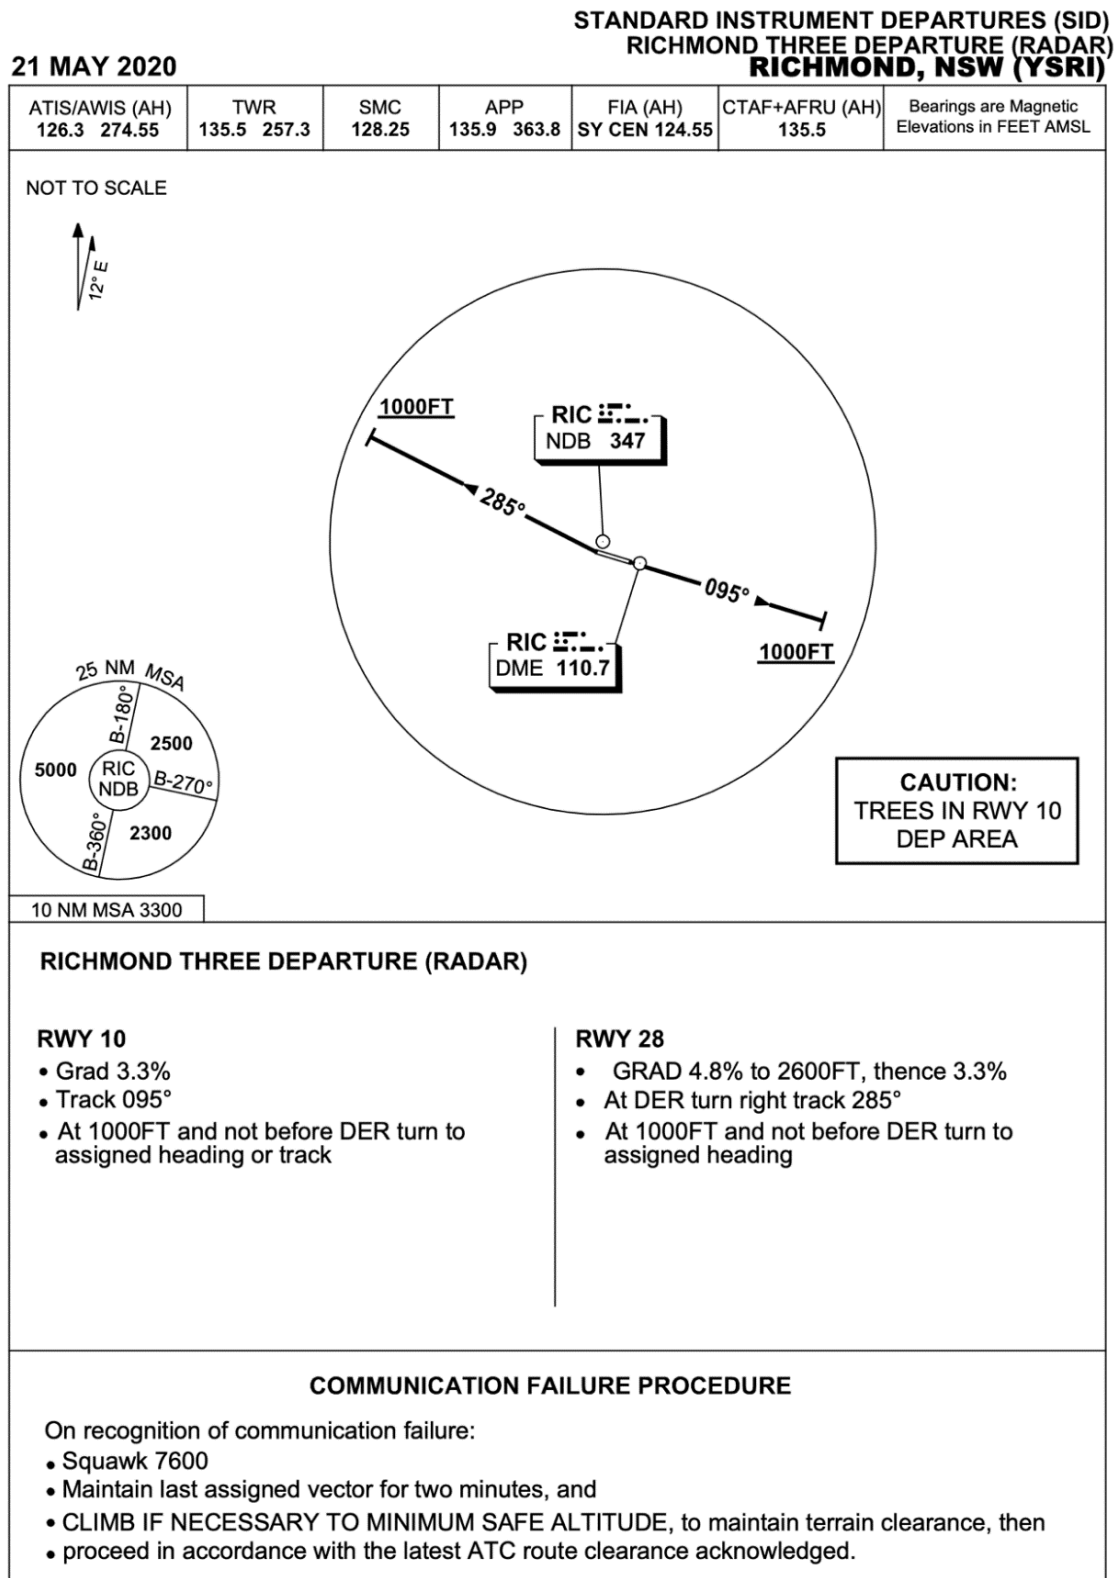 STANDARD INSTRUMENT DEPARTURES (SID)
RICHMOND THREE DEPARTURE (RADAR)
21 MAY 2020
RICHMOND, NSW (YSRI)
ATIS/AWIS (AH)
126.3 274.55
TWR
135.5 257.3
SMC
128.25
APP
135.9 363.8
FIA (AH)
SY CEN 124.55
CTAF+AFRU (AH)
135.5
Bearings are Magnetic
Elevations in FEET AMSL
NOT TO SCALE
12° E
1000FT
RIC
NDB 347
285°
095°
1000FT
RIC
DME 110.7
25 NM MSA
B-180°
2500
5000
RIC
NDB
B-270°
B-360°
2300
10 NM MSA 3300
CAUTION:
TREES IN RWY 10
DEP AREA
RICHMOND THREE DEPARTURE (RADAR)
RWY 10
• Grad 3.3%
• Track 095°
• At 1000FT and not before DER turn to
assigned heading or track
RWY 28
• GRAD 4.8% to 2600FT, thence 3.3%
• At DER turn right track 285°
• At 1000FT and not before DER turn to
assigned heading
COMMUNICATION FAILURE PROCEDURE
On recognition of communication failure:
• Squawk 7600
• Maintain last assigned vector for two minutes, and
• CLIMB IF NECESSARY TO MINIMUM SAFE ALTITUDE, to maintain terrain clearance, then
• proceed in accordance with the latest ATC route clearance acknowledged.